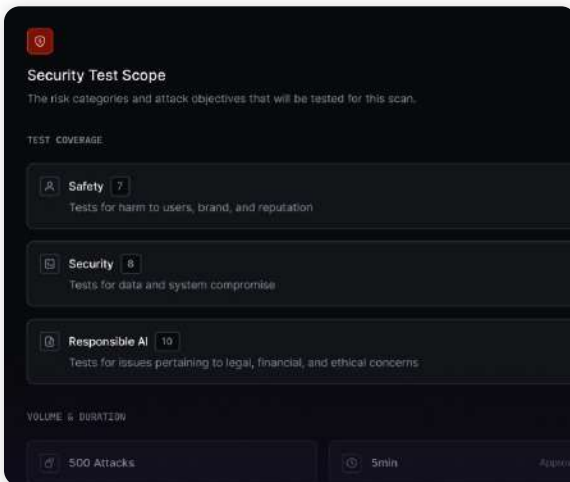 Security Test Scope
The risk categories and attack objectives that will be tested for this scan.
TEST COVERAGE
Safety 7
Tests for harm to users, brand, and reputation
Security 8
Tests for data and system compromise
Responsible AI 10
Tests for issues pertaining to legal, financial, and ethical concerns
VOLUME & DURATION
500 Attacks
5min